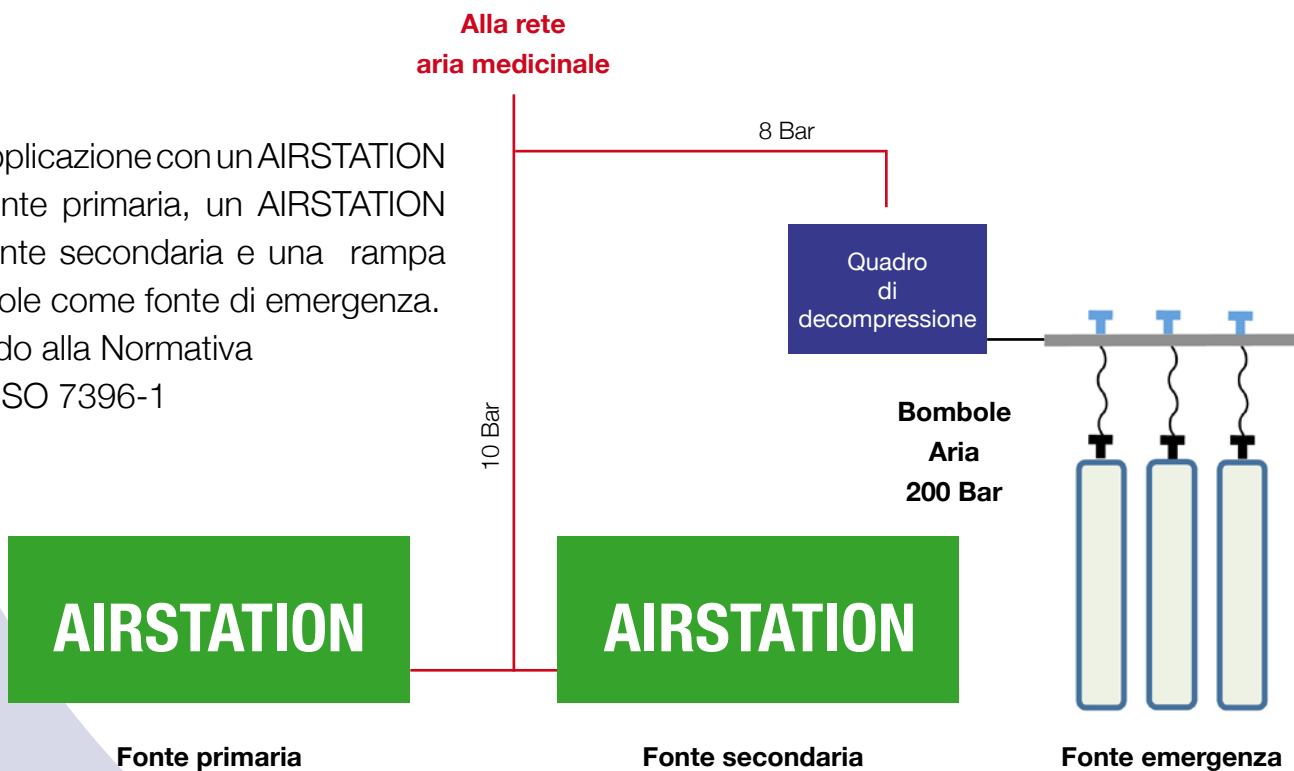 Alla rete
aria medicinale
8 Bar
pplicazione con un AIRSTATION
nte primaria, un AIRSTATION
nte secondaria e una rampa
ole come fonte di emergenza.
do alla Normativa
SO 7396-1
Quadro
di
decompressione
10 Bar
Bombole
Aria
200 Bar
AIRSTATION
AIRSTATION
Fonte primaria
Fonte secondaria
Fonte emergenza